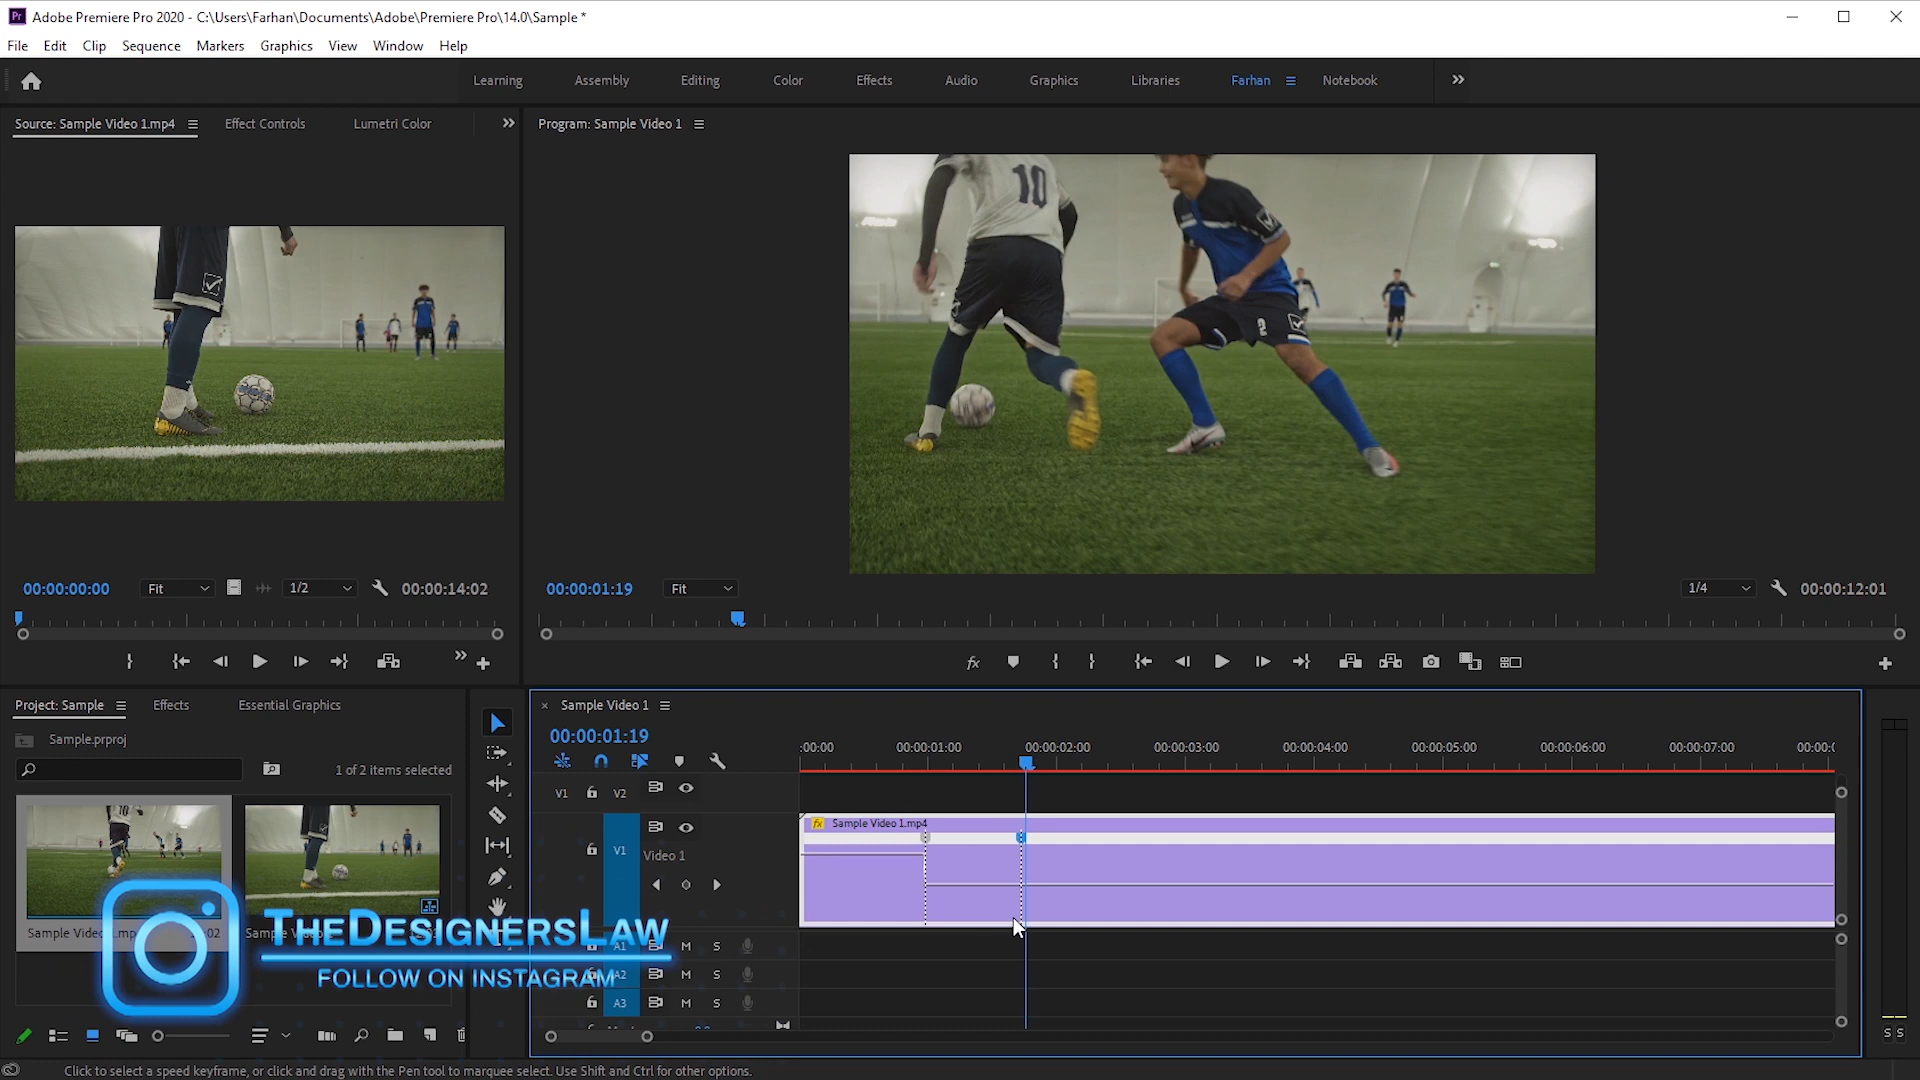 Adobe Premiere Pro 2020 - C:\Users\Farhan\Documents\Adobe\Premiere Pro\14.0\Sample *
File Edit Clip Sequence Markers Graphics View Window Help
Learning Assembly Editing Color Effects Audio Graphics Libraries Farhan Notebook
Source: Sample Video 1.mp4 Effect Controls Lumetri Color
Program: Sample Video 1
10
2
00:00:00:00 Fit 1/2 00:00:14:02
00:00:01:19 Fit 1/4 00:00:12:01
Project: Sample Effects Essential Graphics
Sample.prproj
1 of 2 items selected
Sample Video 1
00:00:01:19
:00:00 00:00:01:00 00:00:02:00 00:00:03:00 00:00:04:00 00:00:05:00 00:00:06:00 00:00:07:00
V1 V2
fx Sample Video 1.mp4
V1 Video 1
A1 M S
A2 M S
A3 M S
THEDESIGNERSLAW
FOLLOW ON INSTAGRAM
S S
Click to select a speed keyframe, or click and drag with the Pen tool to marquee select. Use Shift and Ctrl for other options.